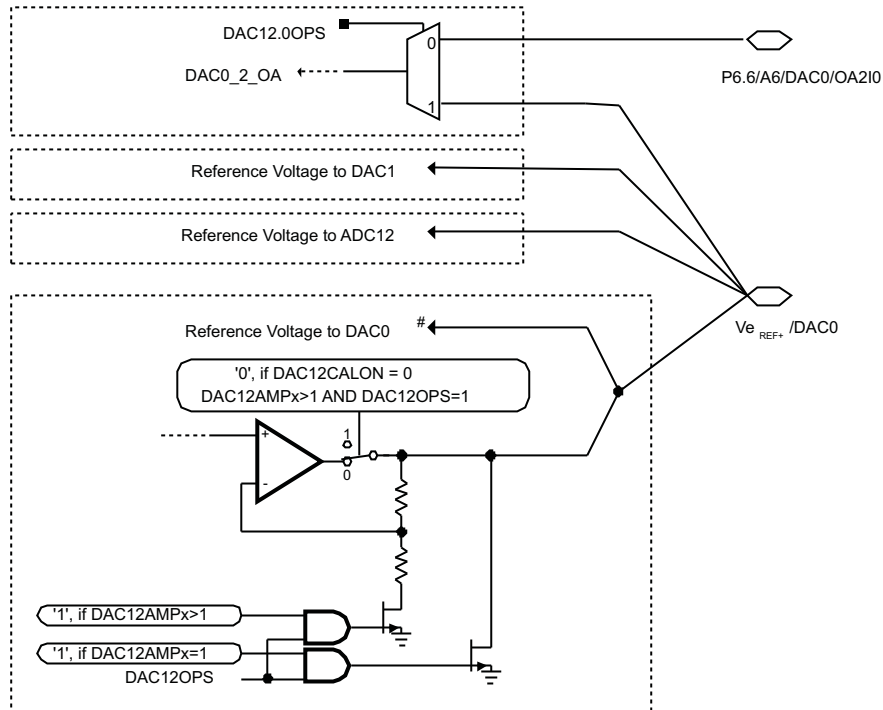 DAC12.0OPS
0
P6.6/A6/DAC0/OA2I0
DAC0_2_OA
1
Reference Voltage to DAC1
Reference Voltage to ADC12
Ve REF+ /DAC0
Reference Voltage to DAC0 #
'0', if DAC12CALON = 0
DAC12AMPx>1 AND DAC12OPS=1
+
1
0
-
'1', if DAC12AMPx>1
'1', if DAC12AMPx=1
DAC12OPS